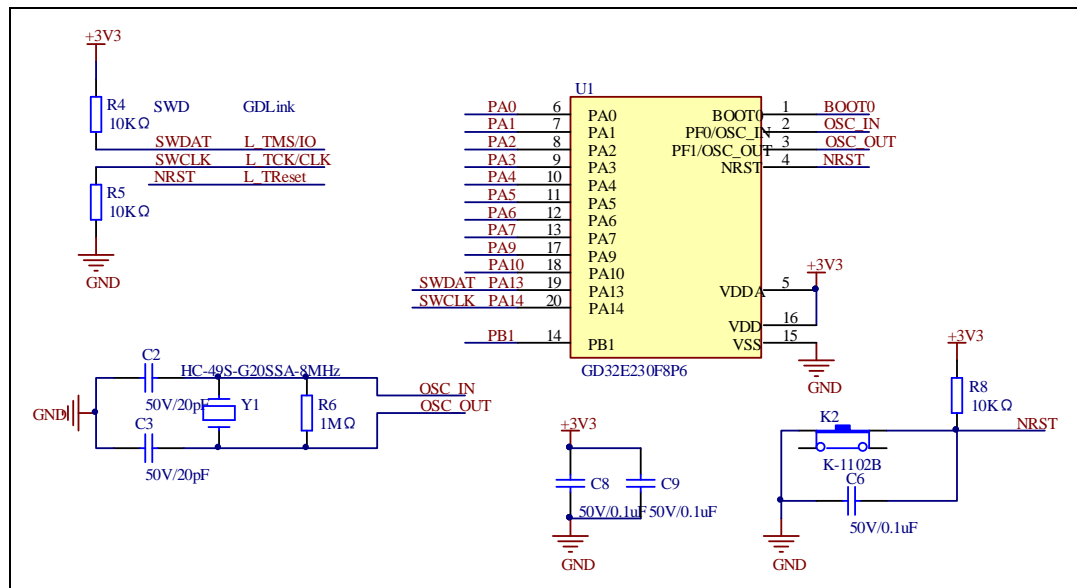 +3V3
R4
10KΩ
SWD GDLink
SWDAT L_TMS/IO
SWCLK L_TCK/CLK
NRST L_TReset
R5
10KΩ
GND
U1
PA0 6 PA0
PA1 7 PA1
PA2 8 PA2
PA3 9 PA3
PA4 10 PA4
PA5 11 PA5
PA6 12 PA6
PA7 13 PA7
PA9 17 PA9
PA10 18 PA10
SWDAT PA13 19 PA13
SWCLK PA14 20 PA14
PB1 14 PB1
BOOT0 1 BOOT0
PF0/OSC_IN 2 OSC_IN
PF1/OSC_OUT 3 OSC_OUT
NRST 4 NRST
+3V3
VDDA 5
VDD 16
VSS 15
GND
GD32E230F8P6
C2
HC-49S-G20SSA-8MHz
50V/20pF
GND
Y1
R6
1MΩ
OSC_IN
OSC_OUT
C3
50V/20pF
+3V3
C8
C9
50V/0.1uF
50V/0.1uF
GND
+3V3
R8
10KΩ
K2
NRST
K-1102B
C6
50V/0.1uF
GND